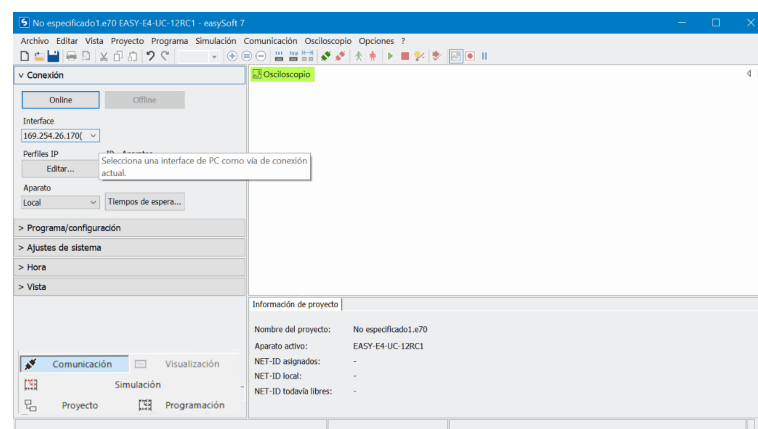 No especificado1.e70 EASY-E4-UC-12RC1 - easySoft 7
Archivo Editar Vista Proyecto Programa Simulación Comunicación Osciloscopio Opciones ?
Conexión
Online Offline
Interface
169.254.26.170(
Perfiles IP
Editar...
Selecciona una interface de PC como vía de conexión
actual.
Aparato
Local Tiempos de espera...
> Programa/configuración
> Ajustes de sistema
> Hora
> Vista
Comunicación Visualización
Simulación
Proyecto Programación
Osciloscopio
Información de proyecto
Nombre del proyecto: No especificado1.e70
Aparato activo: EASY-E4-UC-12RC1
NET-ID asignados: -
NET-ID local: -
NET-ID todavía libres: -